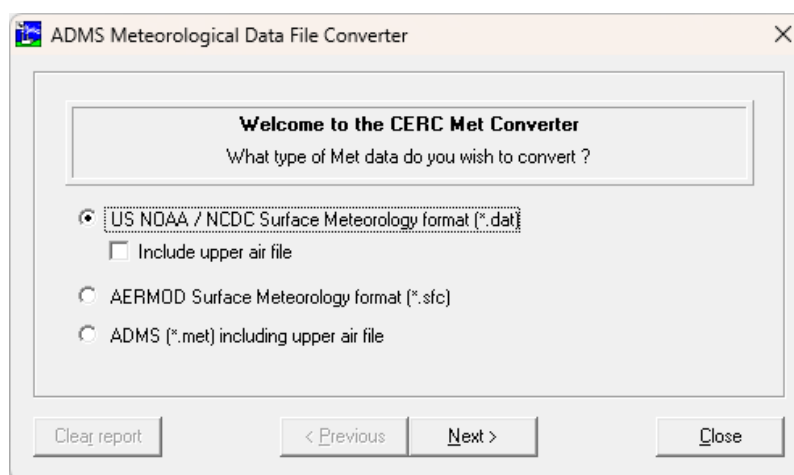 ADMS Meteorological Data File Converter
Welcome to the CERC Met Converter
What type of Met data do you wish to convert ?
US NOAA / NCDC Surface Meteorology format (*.dat)
Include upper air file
AERMOD Surface Meteorology format (*.sfc)
ADMS (*.met) including upper air file
Clear report
< Previous
Next >
Close